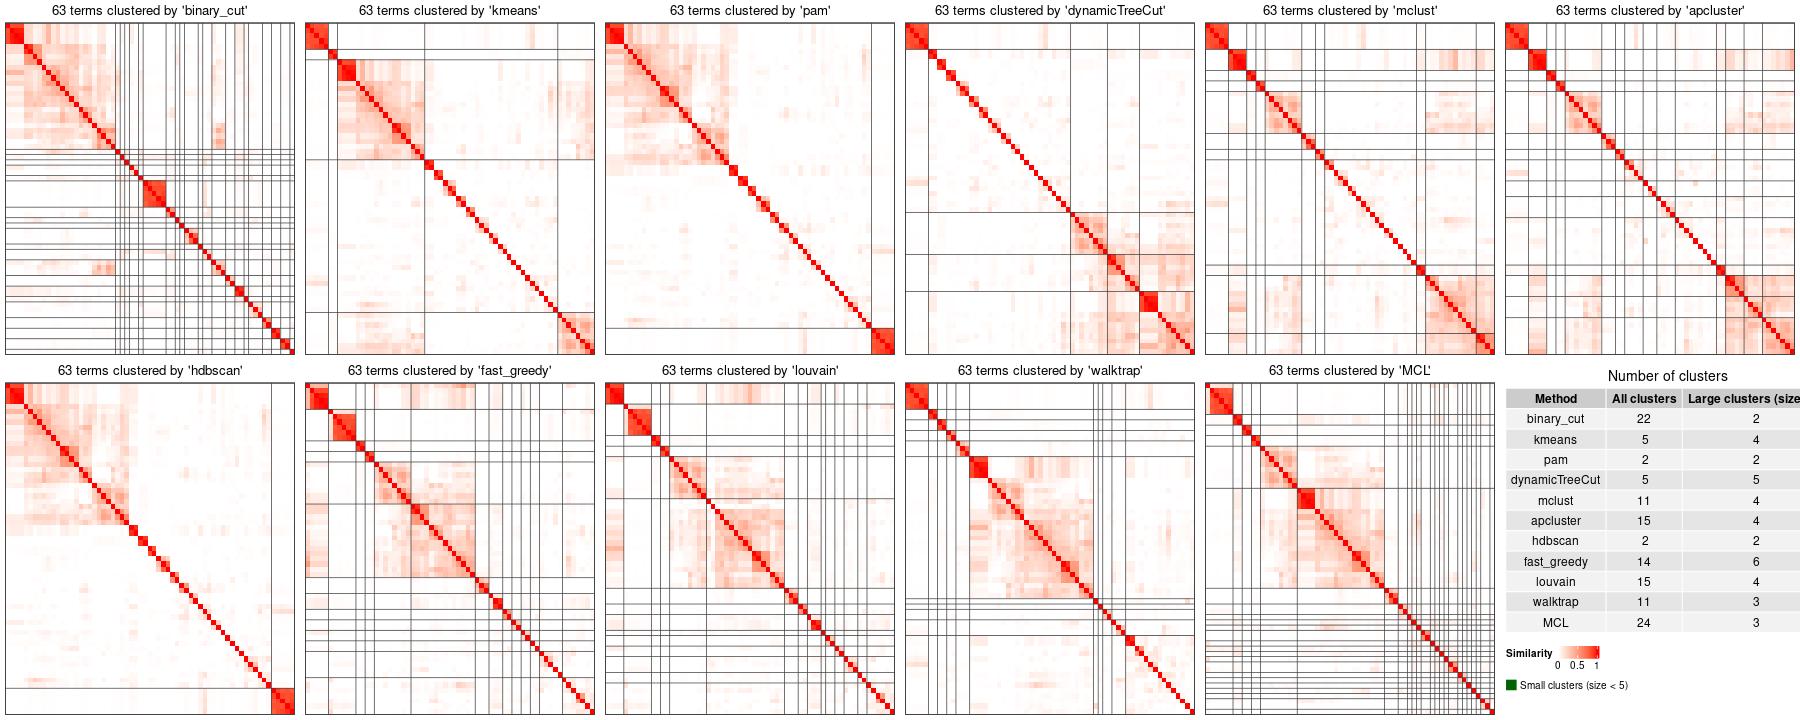 63 terms clustered by 'binary_cut'
63 terms clustered by 'kmeans'
63 terms clustered by 'pam'
63 terms clustered by 'dynamicTreeCut'
63 terms clustered by 'mclust'
63 terms clustered by 'apcluster'
63 terms clustered by 'hdbscan'
63 terms clustered by 'fast_greedy'
63 terms clustered by 'louvain'
63 terms clustered by 'walktrap'
63 terms clustered by 'MCL'
Number of clusters
Method All clusters Large clusters (size
binary_cut 22 2
kmeans 5 4
pam 2 2
dynamicTreeCut 5 5
mclust 11 4
apcluster 15 4
hdbscan 2 2
fast_greedy 14 6
louvain 15 4
walktrap 11 3
MCL 24 3
Similarity
0 0.5 1
Small clusters (size < 5)